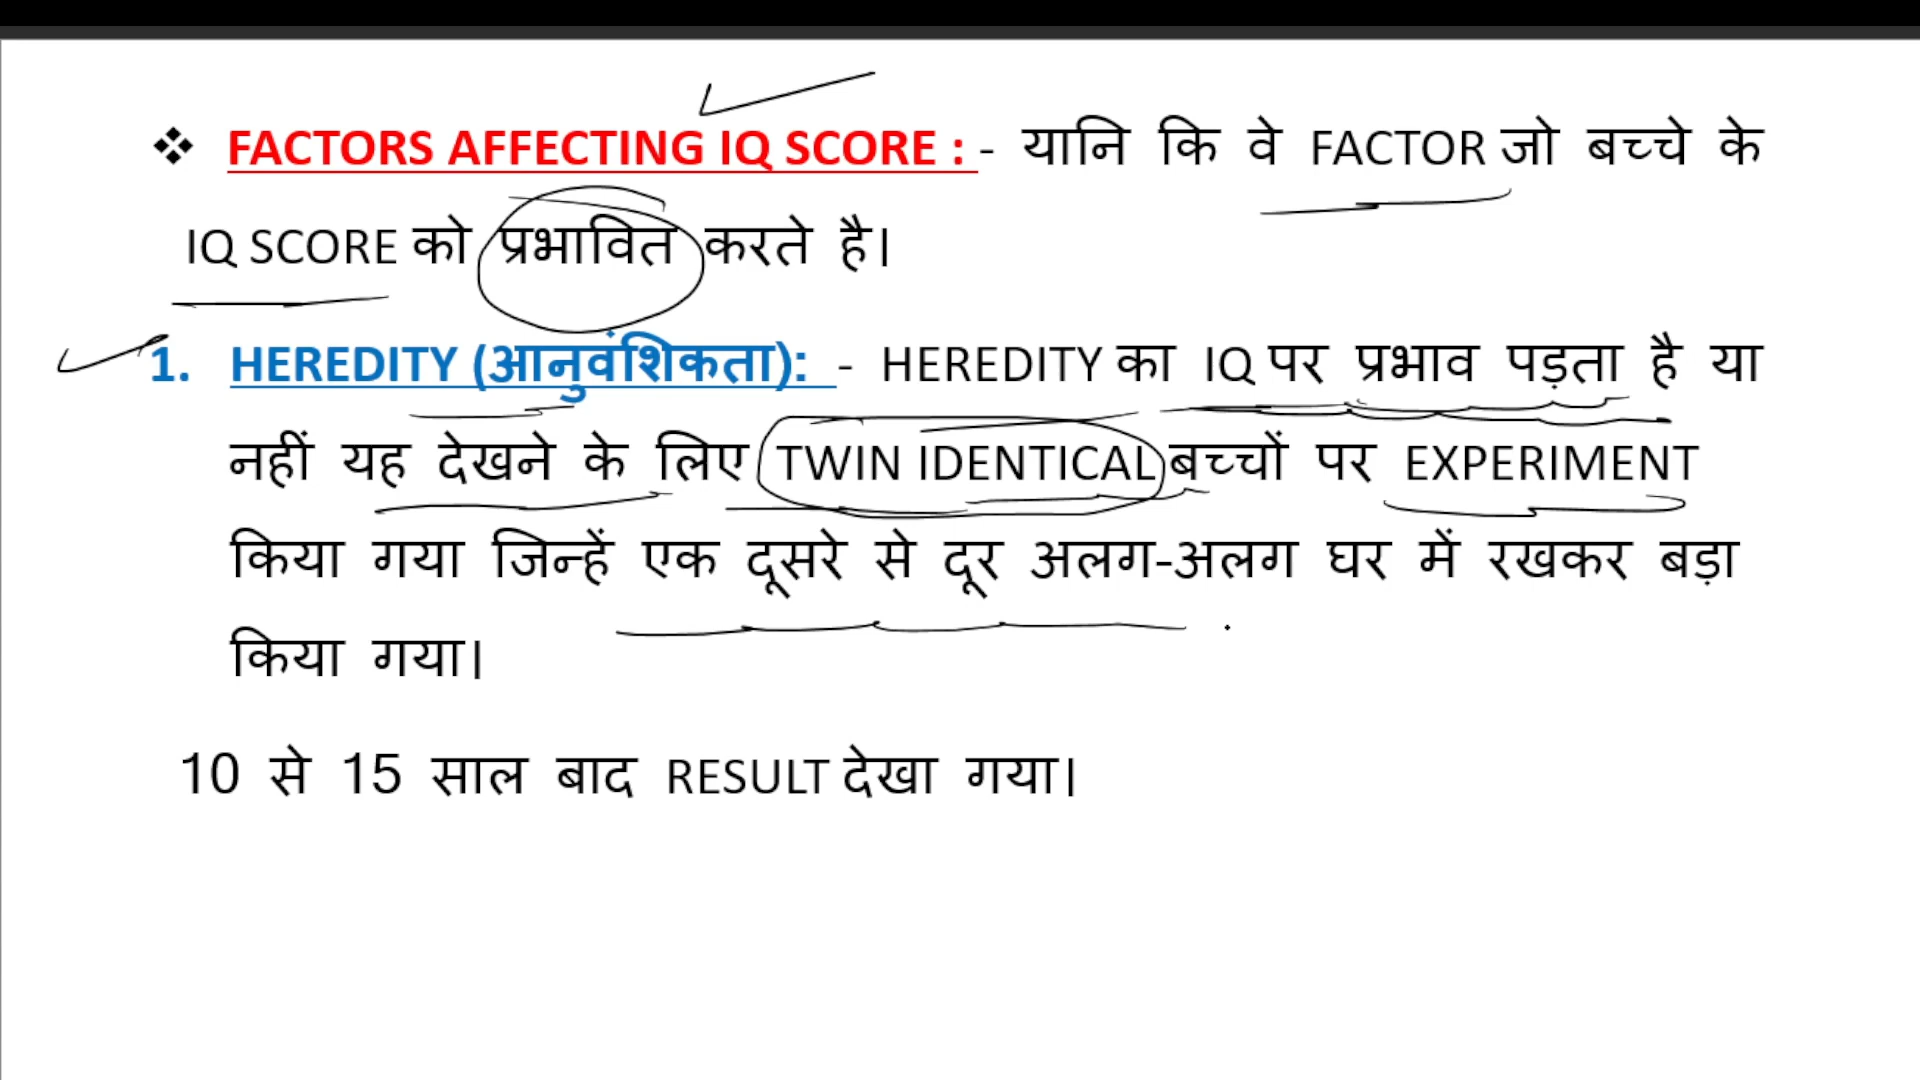 ❖ FACTORS AFFECTING IQ SCORE : - यानि कि वे FACTOR जो बच्चे के
IQ SCORE को प्रभावित करते है।
1. HEREDITY (आनुवंशिकता): - HEREDITY का IQ पर प्रभाव पड़ता है या
नहीं यह देखने के लिए TWIN IDENTICAL बच्चों पर EXPERIMENT
किया गया जिन्हें एक दूसरे से दूर अलग-अलग घर में रखकर बड़ा
किया गया।
10 से 15 साल बाद RESULT देखा गया।